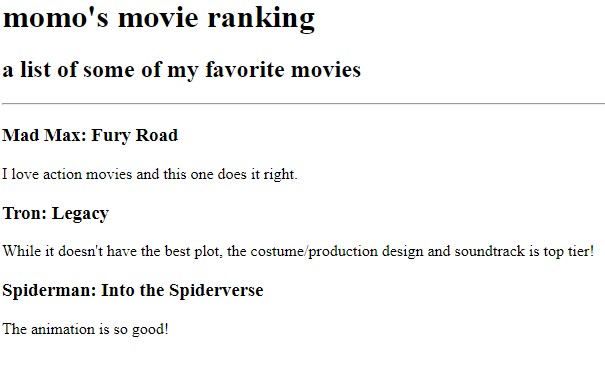 momo's movie ranking
a list of some of my favorite movies
Mad Max: Fury Road
I love action movies and this one does it right.
Tron: Legacy
While it doesn't have the best plot, the costume/production design and soundtrack is top tier!
Spiderman: Into the Spiderverse
The animation is so good!